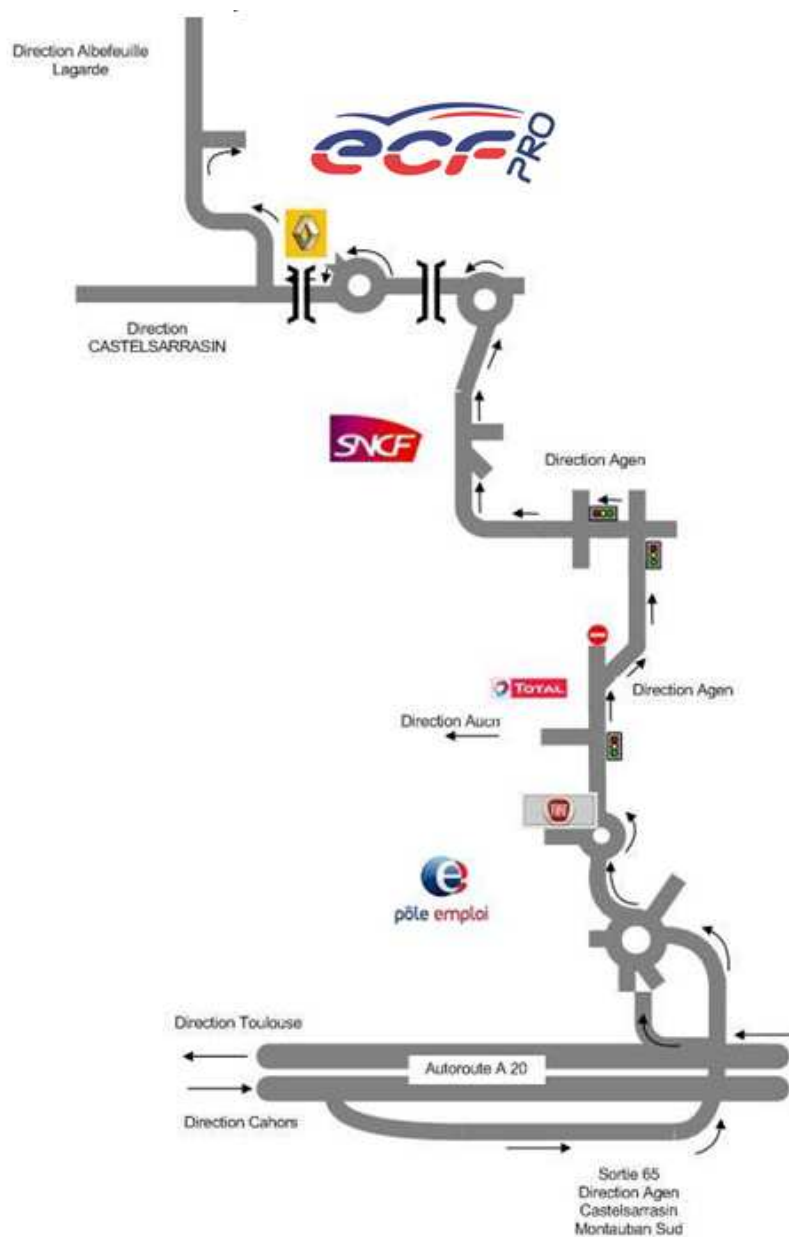 Direction Albefeuille
Lagarde
ecf PRO
Direction
CASTELSARRASIN
SNCF
Direction Agen
TOTAL
Direction Agen
Direction Auch
FIAT
pôle emploi
Direction Toulouse
Autoroute A 20
Direction Cahors
Sortie 65
Direction Agen
Castelsarrasin
Montauban Sud